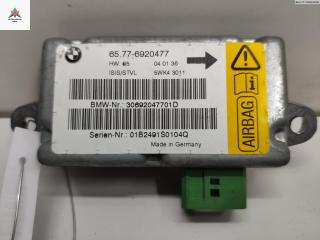 65.77-6920477
HW: 05 04 01 36
ISIS/STVL 5WK4 3011
BMW-Nr.: 30692047701D
Serien-Nr.: 01B2491S0104Q
Made in Germany
AIRBAG